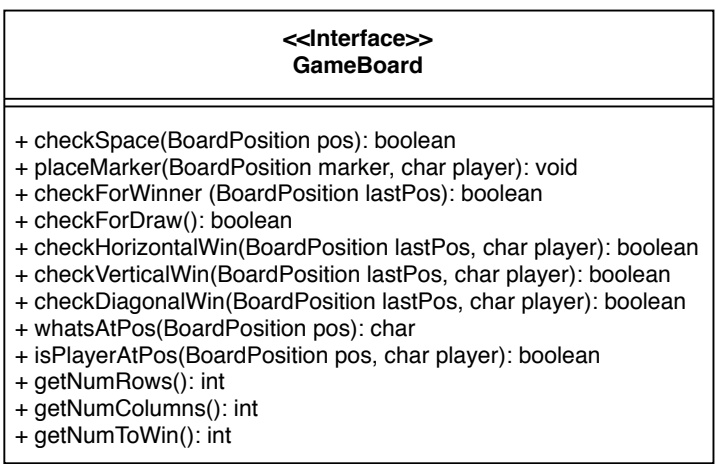 <<Interface>>
GameBoard
+ checkSpace(BoardPosition pos): boolean
+ placeMarker(BoardPosition marker, char player): void
+ checkForWinner (BoardPosition lastPos): boolean
+ checkForDraw(): boolean
+ checkHorizontalWin(BoardPosition lastPos, char player): boolean
+ checkVerticalWin(BoardPosition lastPos, char player): boolean
+ checkDiagonalWin(BoardPosition lastPos, char player): boolean
+ whatsAtPos(BoardPosition pos): char
+ isPlayerAtPos(BoardPosition pos, char player): boolean
+ getNumRows(): int
+ getNumColumns(): int
+ getNumToWin(): int